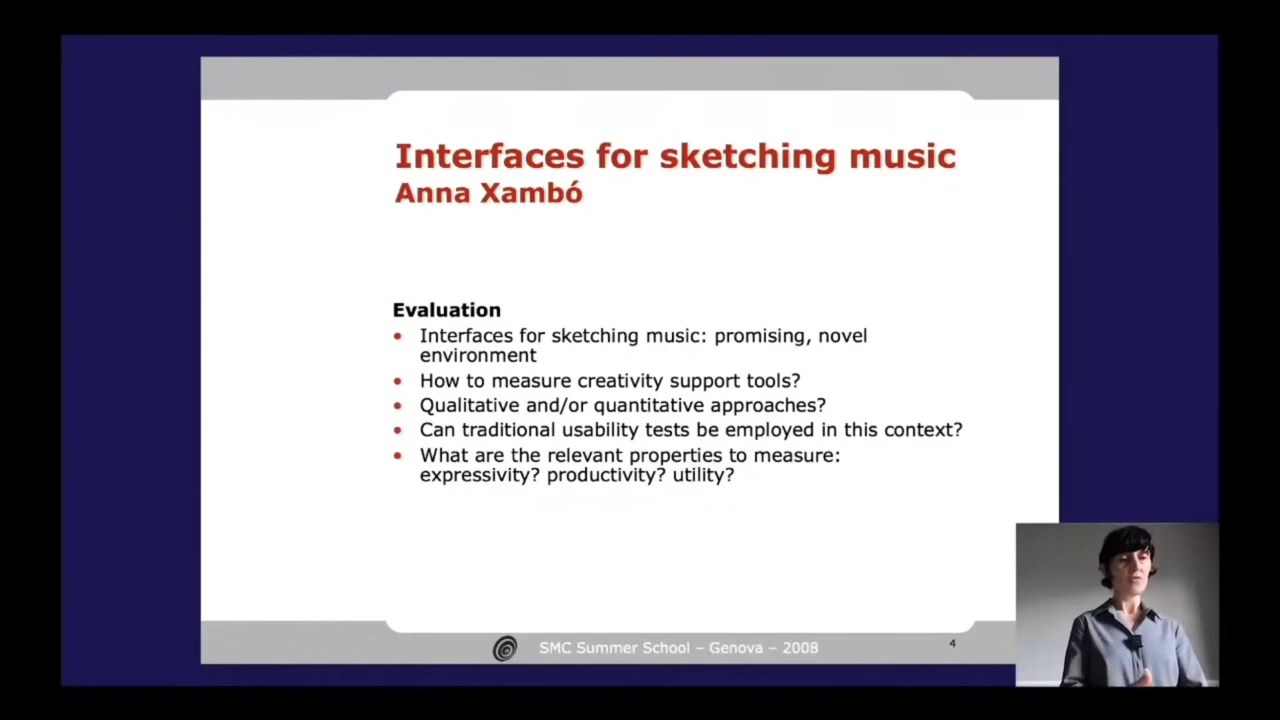 Interfaces for sketching music
Anna Xambó
Evaluation
• Interfaces for sketching music: promising, novel
environment
• How to measure creativity support tools?
• Qualitative and/or quantitative approaches?
• Can traditional usability tests be employed in this context?
• What are the relevant properties to measure:
expressivity? productivity? utility?
SMC Summer School – Genova – 2008
4